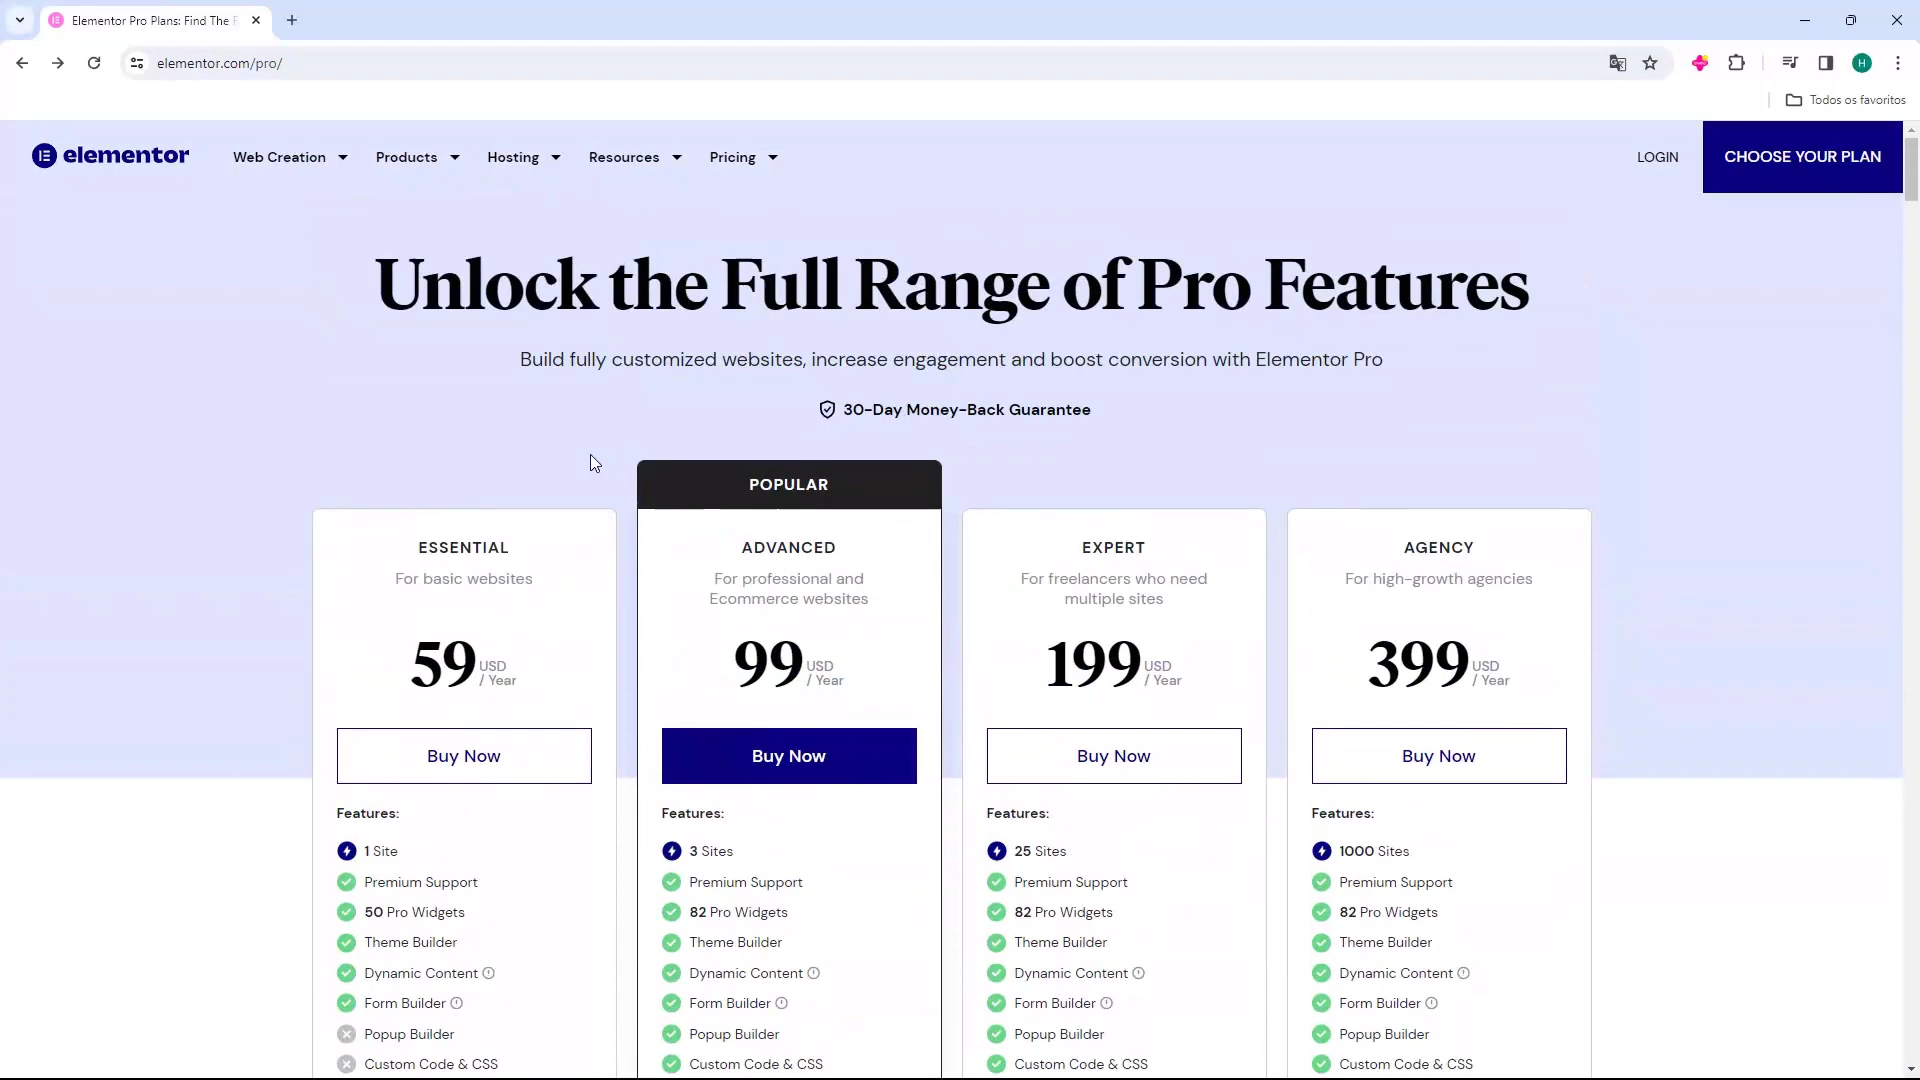 Elementor Pro Plans: Find The
elementor.com/pro/
H
Todos os favoritos
elementor
Web Creation
Products
Hosting
Resources
Pricing
LOGIN
CHOOSE YOUR PLAN
Unlock the Full Range of Pro Features
Build fully customized websites, increase engagement and boost conversion with Elementor Pro
30-Day Money-Back Guarantee
POPULAR
ESSENTIAL
For basic websites
59 USD / Year
Buy Now
Features:
1 Site
Premium Support
50 Pro Widgets
Theme Builder
Dynamic Content
Form Builder
Popup Builder
Custom Code & CSS
ADVANCED
For professional and
Ecommerce websites
99 USD / Year
Buy Now
Features:
3 Sites
Premium Support
82 Pro Widgets
Theme Builder
Dynamic Content
Form Builder
Popup Builder
Custom Code & CSS
EXPERT
For freelancers who need
multiple sites
199 USD / Year
Buy Now
Features:
25 Sites
Premium Support
82 Pro Widgets
Theme Builder
Dynamic Content
Form Builder
Popup Builder
Custom Code & CSS
AGENCY
For high-growth agencies
399 USD / Year
Buy Now
Features:
1000 Sites
Premium Support
82 Pro Widgets
Theme Builder
Dynamic Content
Form Builder
Popup Builder
Custom Code & CSS